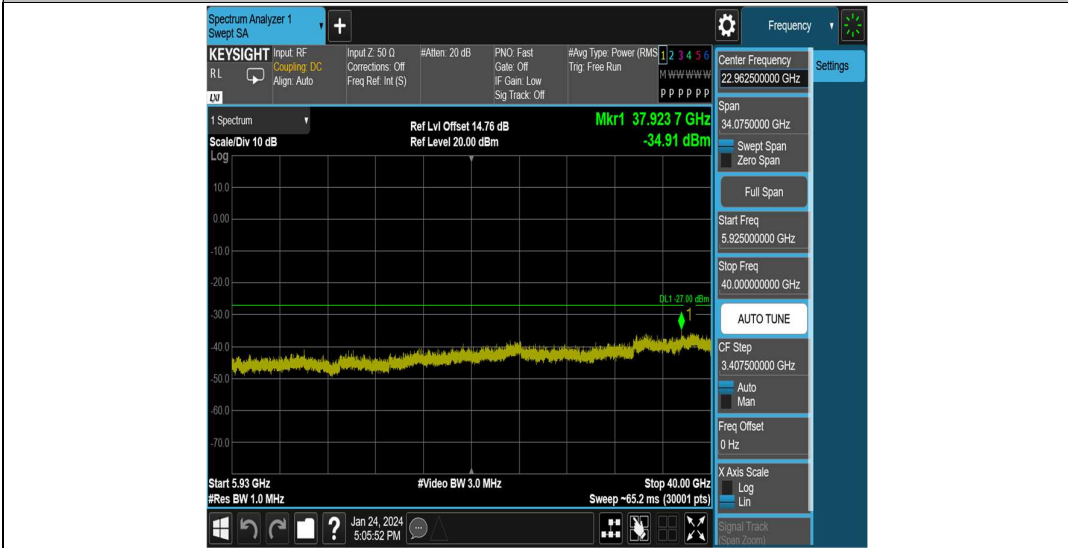 Spectrum Analyzer 1
Swept SA
+
Frequency
KEYSIGHT
RL
LXI
Input: RF
Coupling: DC
Align: Auto
Input Z: 50 Ω
Corrections: Off
Freq Ref: Int (S)
#Atten: 20 dB
PNO: Fast
Gate: Off
IF Gain: Low
Sig Track: Off
#Avg Type: Power (RMS
Trig: Free Run
1 2 3 4 5 6
M W W W W W
P P P P P P
1 Spectrum
Scale/Div 10 dB
Log
Ref Lvl Offset 14.76 dB
Ref Level 20.00 dBm
Mkr1 37.923 7 GHz
-34.91 dBm
10.0
0.00
-10.0
-20.0
-30.0
-40.0
-50.0
-60.0
-70.0
DL1 -27.00 dBm
1
Start 5.93 GHz
#Res BW 1.0 MHz
#Video BW 3.0 MHz
Stop 40.00 GHz
Sweep ~65.2 ms (30001 pts)
?
Jan 24, 2024
5:05:52 PM
Center Frequency
22.962500000 GHz
Settings
Span
34.0750000 GHz
Swept Span
Zero Span
Full Span
Start Freq
5.925000000 GHz
Stop Freq
40.000000000 GHz
AUTO TUNE
CF Step
3.407500000 GHz
Auto
Man
Freq Offset
0 Hz
X Axis Scale
Log
Lin
Signal Track
(Span Zoom)